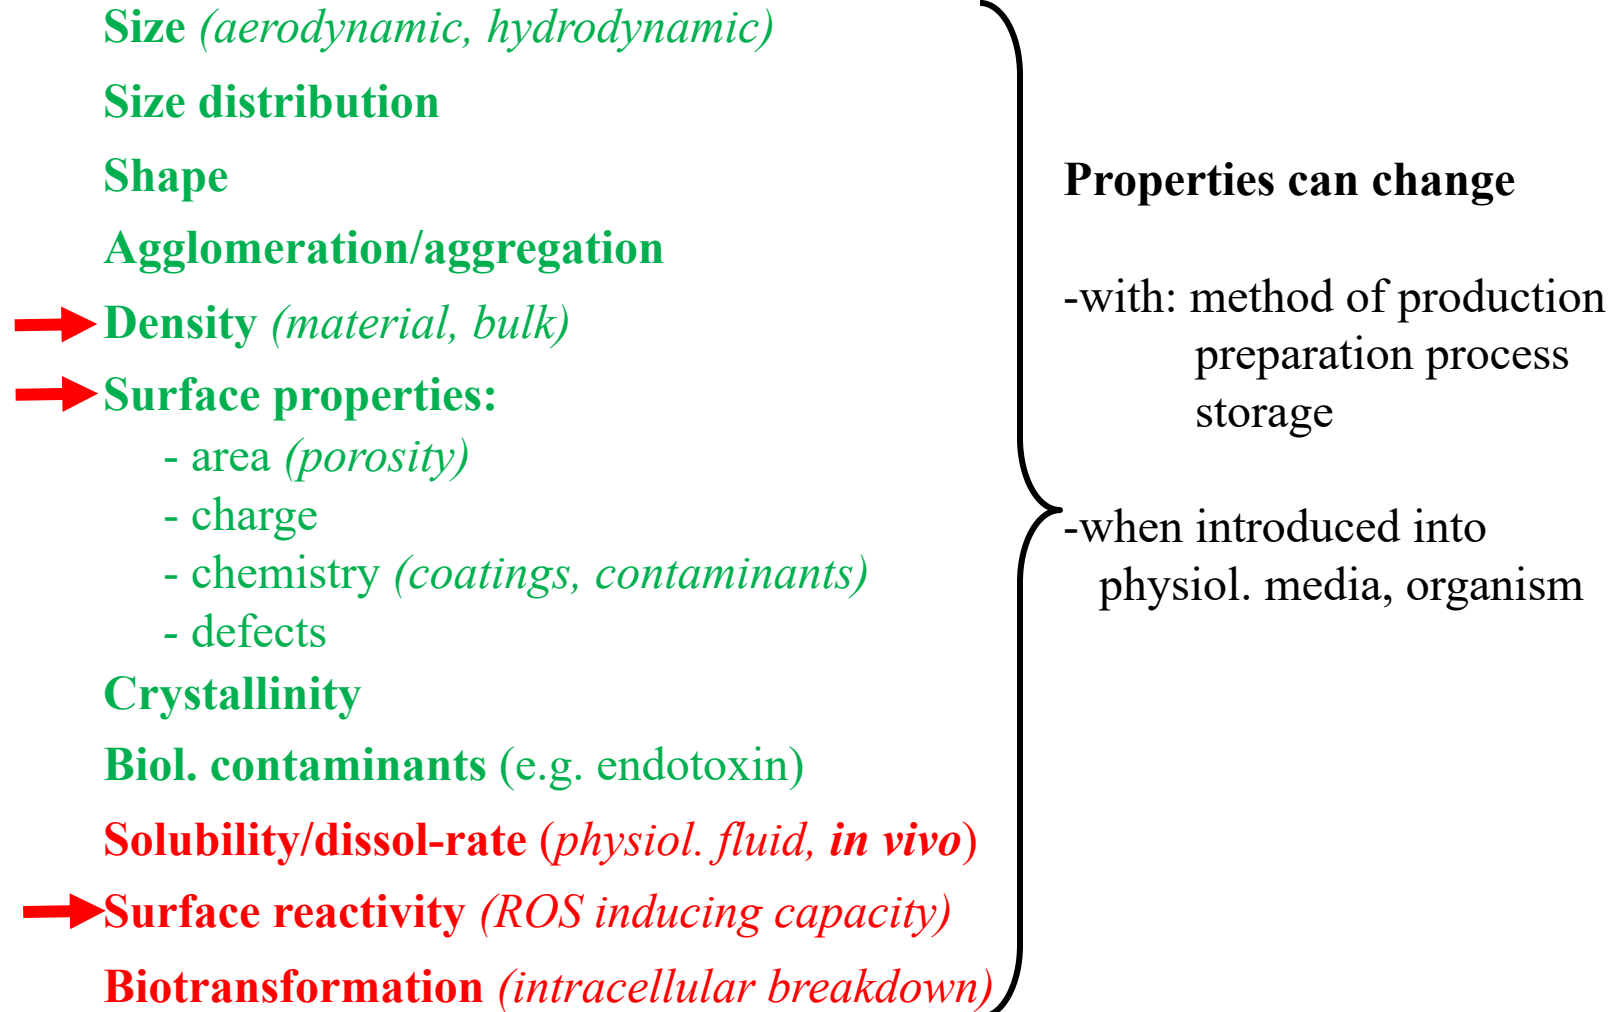 Size (aerodynamic, hydrodynamic)
Size distribution
Shape
Agglomeration/aggregation
Density (material, bulk)
Surface properties:
- area (porosity)
- charge
- chemistry (coatings, contaminants)
- defects
Crystallinity
Biol. contaminants (e.g. endotoxin)
Solubility/dissol-rate (physiol. fluid, in vivo)
Surface reactivity (ROS inducing capacity)
Biotransformation (intracellular breakdown)
Properties can change
-with: method of production
preparation process
storage
-when introduced into
physiol. media, organism